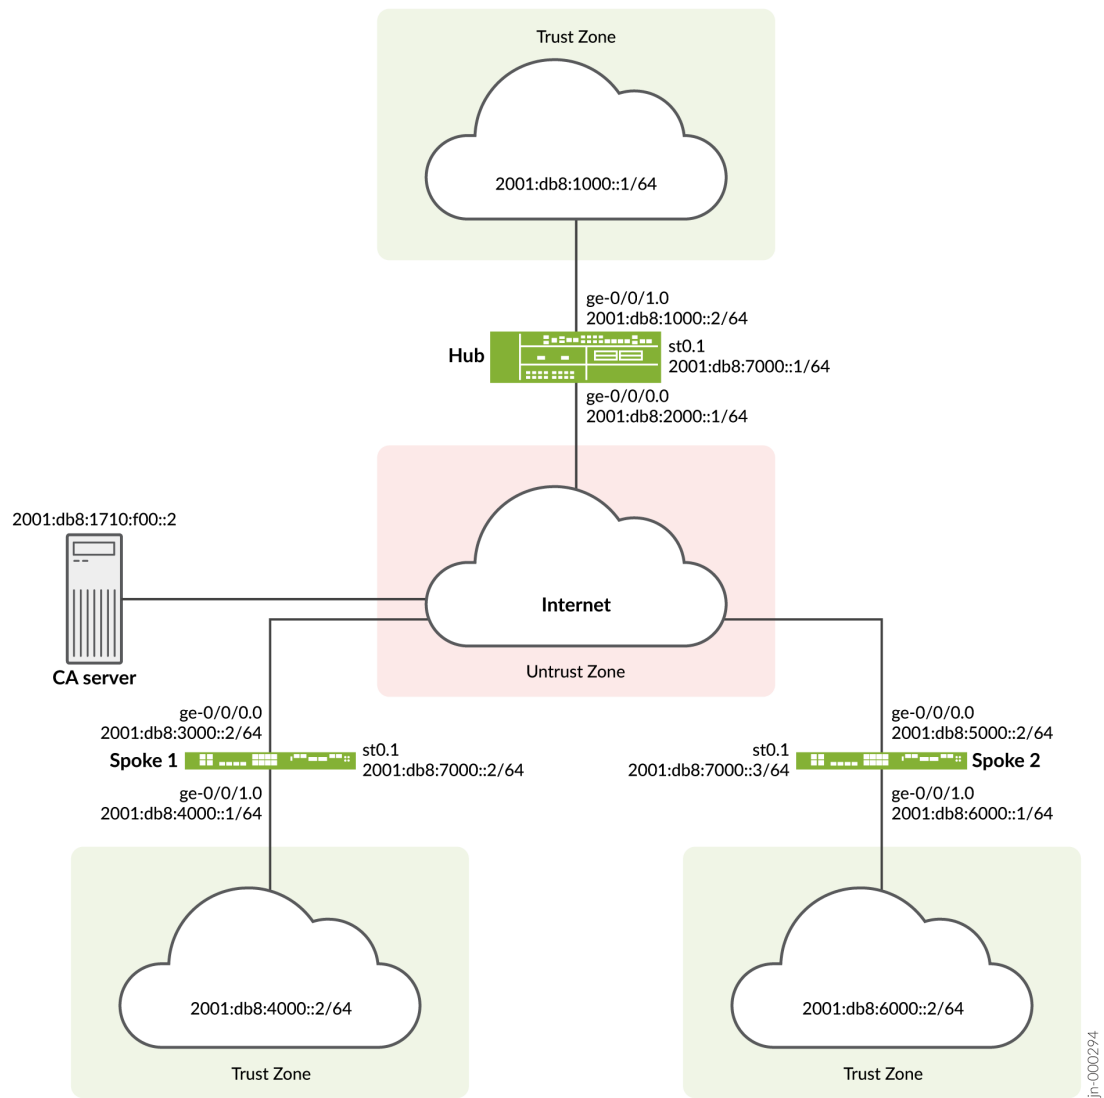 Trust Zone
2001:db8:1000::1/64
ge-0/0/1.0
2001:db8:1000::2/64
Hub
st0.1
2001:db8:7000::1/64
ge-0/0/0.0
2001:db8:2000::1/64
2001:db8:1710:f00::2
CA server
Internet
Untrust Zone
ge-0/0/0.0
2001:db8:3000::2/64
Spoke 1
st0.1
2001:db8:7000::2/64
ge-0/0/1.0
2001:db8:4000::1/64
ge-0/0/0.0
2001:db8:5000::2/64
st0.1
2001:db8:7000::3/64
Spoke 2
ge-0/0/1.0
2001:db8:6000::1/64
2001:db8:4000::2/64
Trust Zone
2001:db8:6000::2/64
Trust Zone
jn-000294